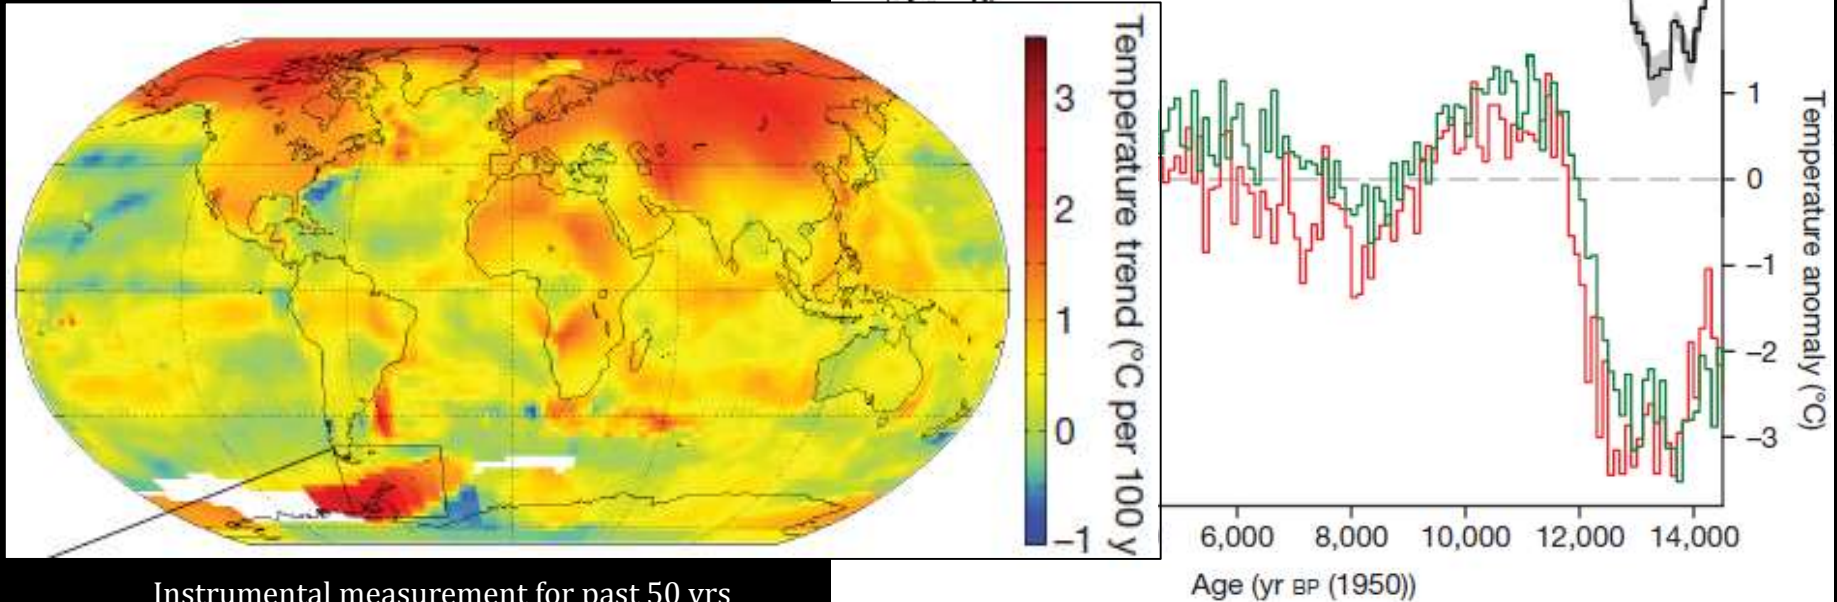 3
2
1
0
−1
Temperature trend (°C per 100 y
Instrumental measurement for past 50 yrs
1
0
−1
−2
−3
Temperature anomaly (°C)
6,000 8,000 10,000 12,000 14,000
Age (yr BP (1950))